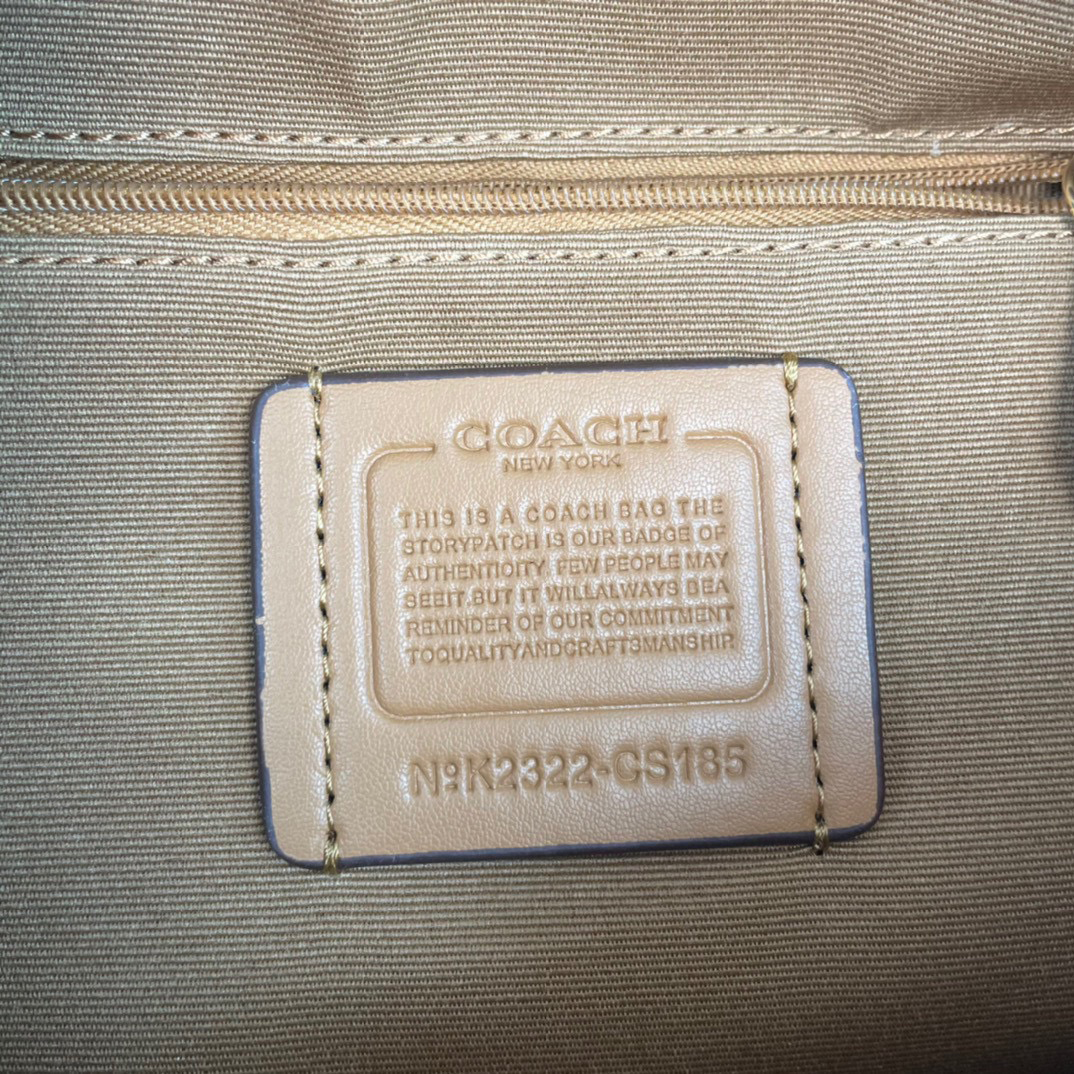 COACH
NEW YORK
THIS IS A COACH BAG THE
STORYPATCH IS OUR BADGE OF
AUTHENTIOITY. FEW PEOPLE MAY
SEEIT.BUT IT WILLALWAYS BEA
REMINDER OF OUR COMMITMENT
TOQUALITYANDCRAFTSMANSHIP.
NºK2322-CS185